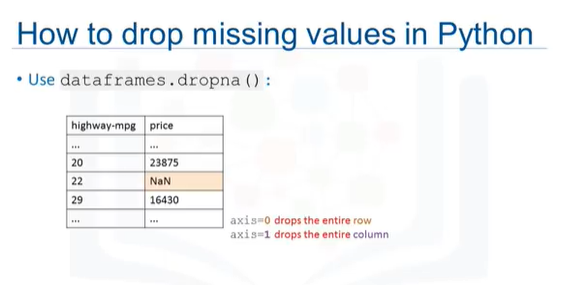 How to drop missing values in Python
• Use dataframes.dropna():
highway-mpg price
... ...
20 23875
22 NaN
29 16430
... ...
axis=0 drops the entire row
axis=1 drops the entire column